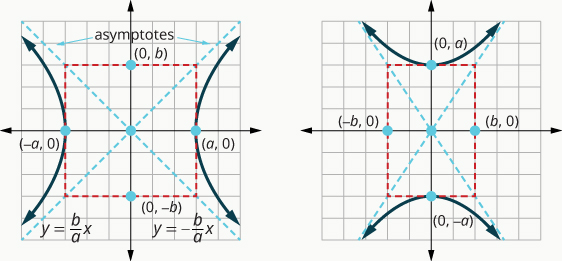 asymptotes
(0, b)
(–a, 0)
(a, 0)
(0, –b)
y = b/a x
y = – b/a x
(0, a)
(–b, 0)
(b, 0)
(0, –a)